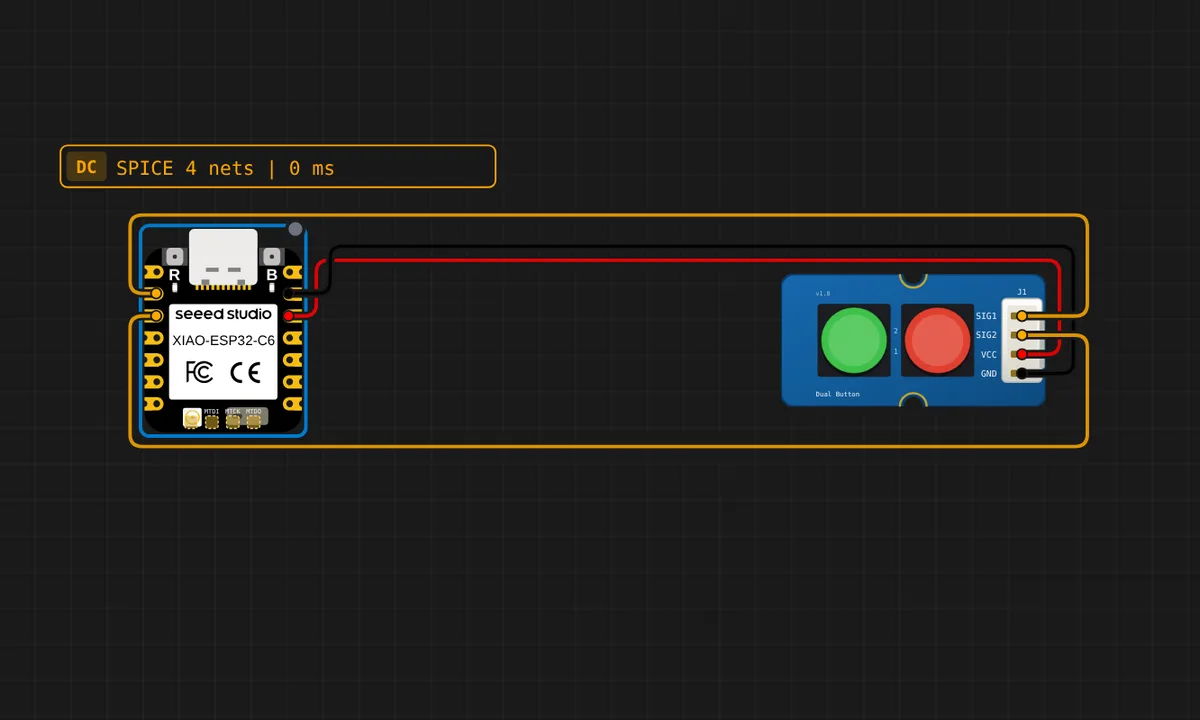 DC SPICE 4 nets | 0 ms
R B
seeed studio
XIAO-ESP32-C6
FC CE
MTDI MTCK MTDO
v1.0
J1
SIG1
SIG2
VCC
GND
2
1
Dual Button